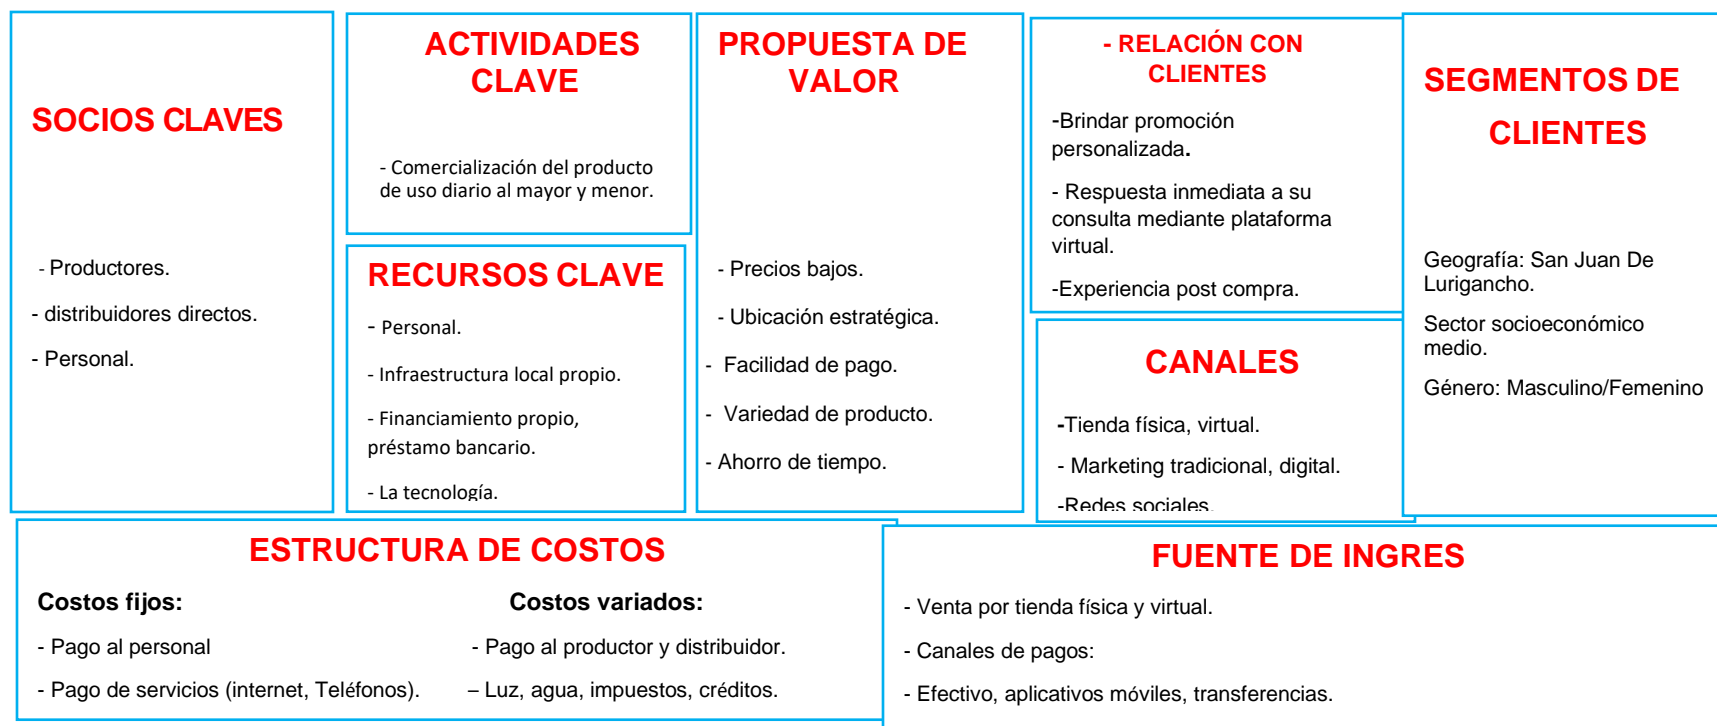 SOCIOS CLAVES
- Productores.
- distribuidores directos.
- Personal.
ACTIVIDADES
CLAVE
- Comercialización del producto
de uso diario al mayor y menor.
RECURSOS CLAVE
- Personal.
- Infraestructura local propio.
- Financiamiento propio,
préstamo bancario.
- La tecnología.
PROPUESTA DE
VALOR
- Precios bajos.
- Ubicación estratégica.
- Facilidad de pago.
- Variedad de producto.
- Ahorro de tiempo.
- RELACIÓN CON
CLIENTES
-Brindar promoción
personalizada.
- Respuesta inmediata a su
consulta mediante plataforma
virtual.
-Experiencia post compra.
CANALES
-Tienda física, virtual.
- Marketing tradicional, digital.
-Redes sociales.
SEGMENTOS DE
CLIENTES
Geografía: San Juan De
Lurigancho.
Sector socioeconómico
medio.
Género: Masculino/Femenino
ESTRUCTURA DE COSTOS
Costos fijos:
- Pago al personal
- Pago de servicios (internet, Teléfonos).
Costos variados:
- Pago al productor y distribuidor.
– Luz, agua, impuestos, créditos.
FUENTE DE INGRES
- Venta por tienda física y virtual.
- Canales de pagos:
- Efectivo, aplicativos móviles, transferencias.